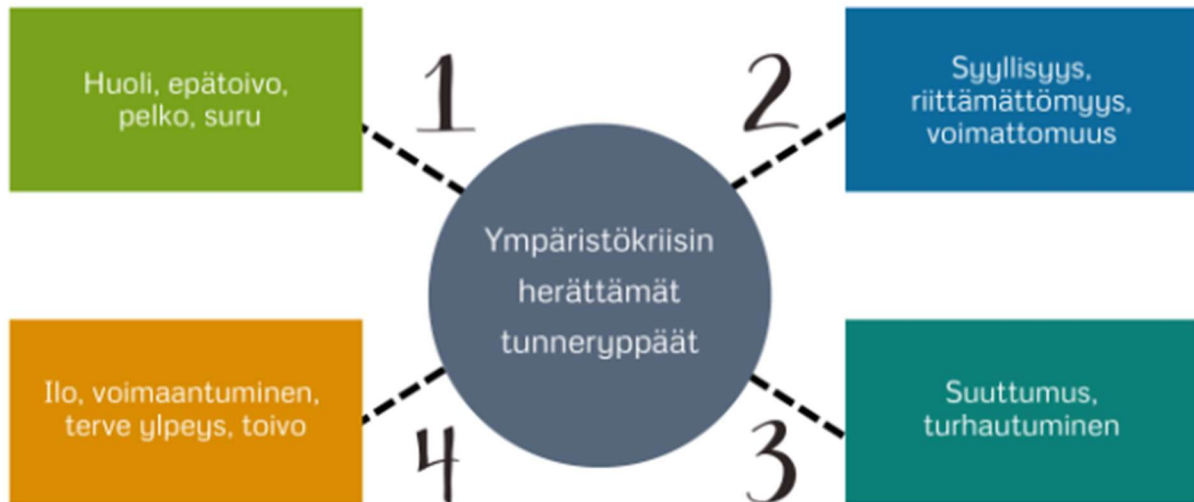 Huoli, epätoivo,
pelko, suru
1
2
Syyllisyys,
riittämättömyys,
voimattomuus
Ympäristökriisin
herättämät
tunneryppäät
Ilo, voimaantuminen,
terve ylpeys, toivo
4
3
Suuttumus,
turhautuminen